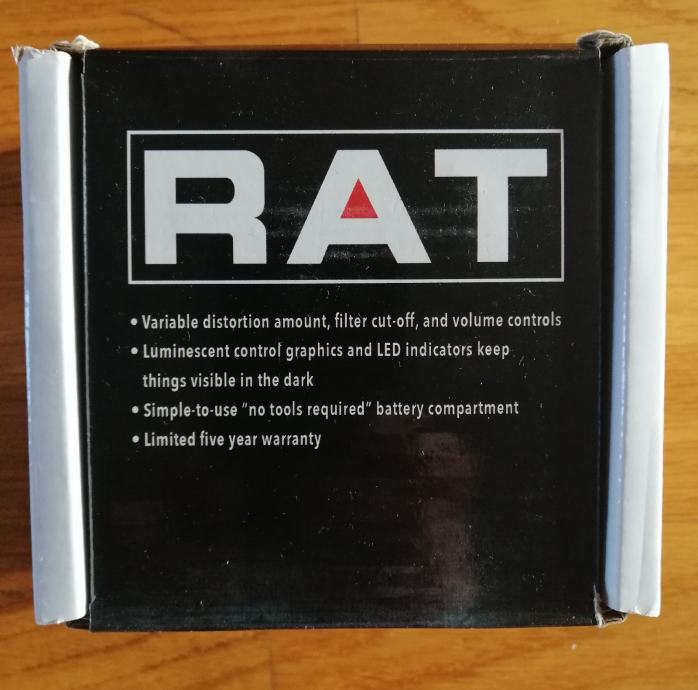 RAT
• Variable distortion amount, filter cut-off, and volume controls
• Luminescent control graphics and LED indicators keep
things visible in the dark
• Simple-to-use "no tools required" battery compartment
• Limited five year warranty